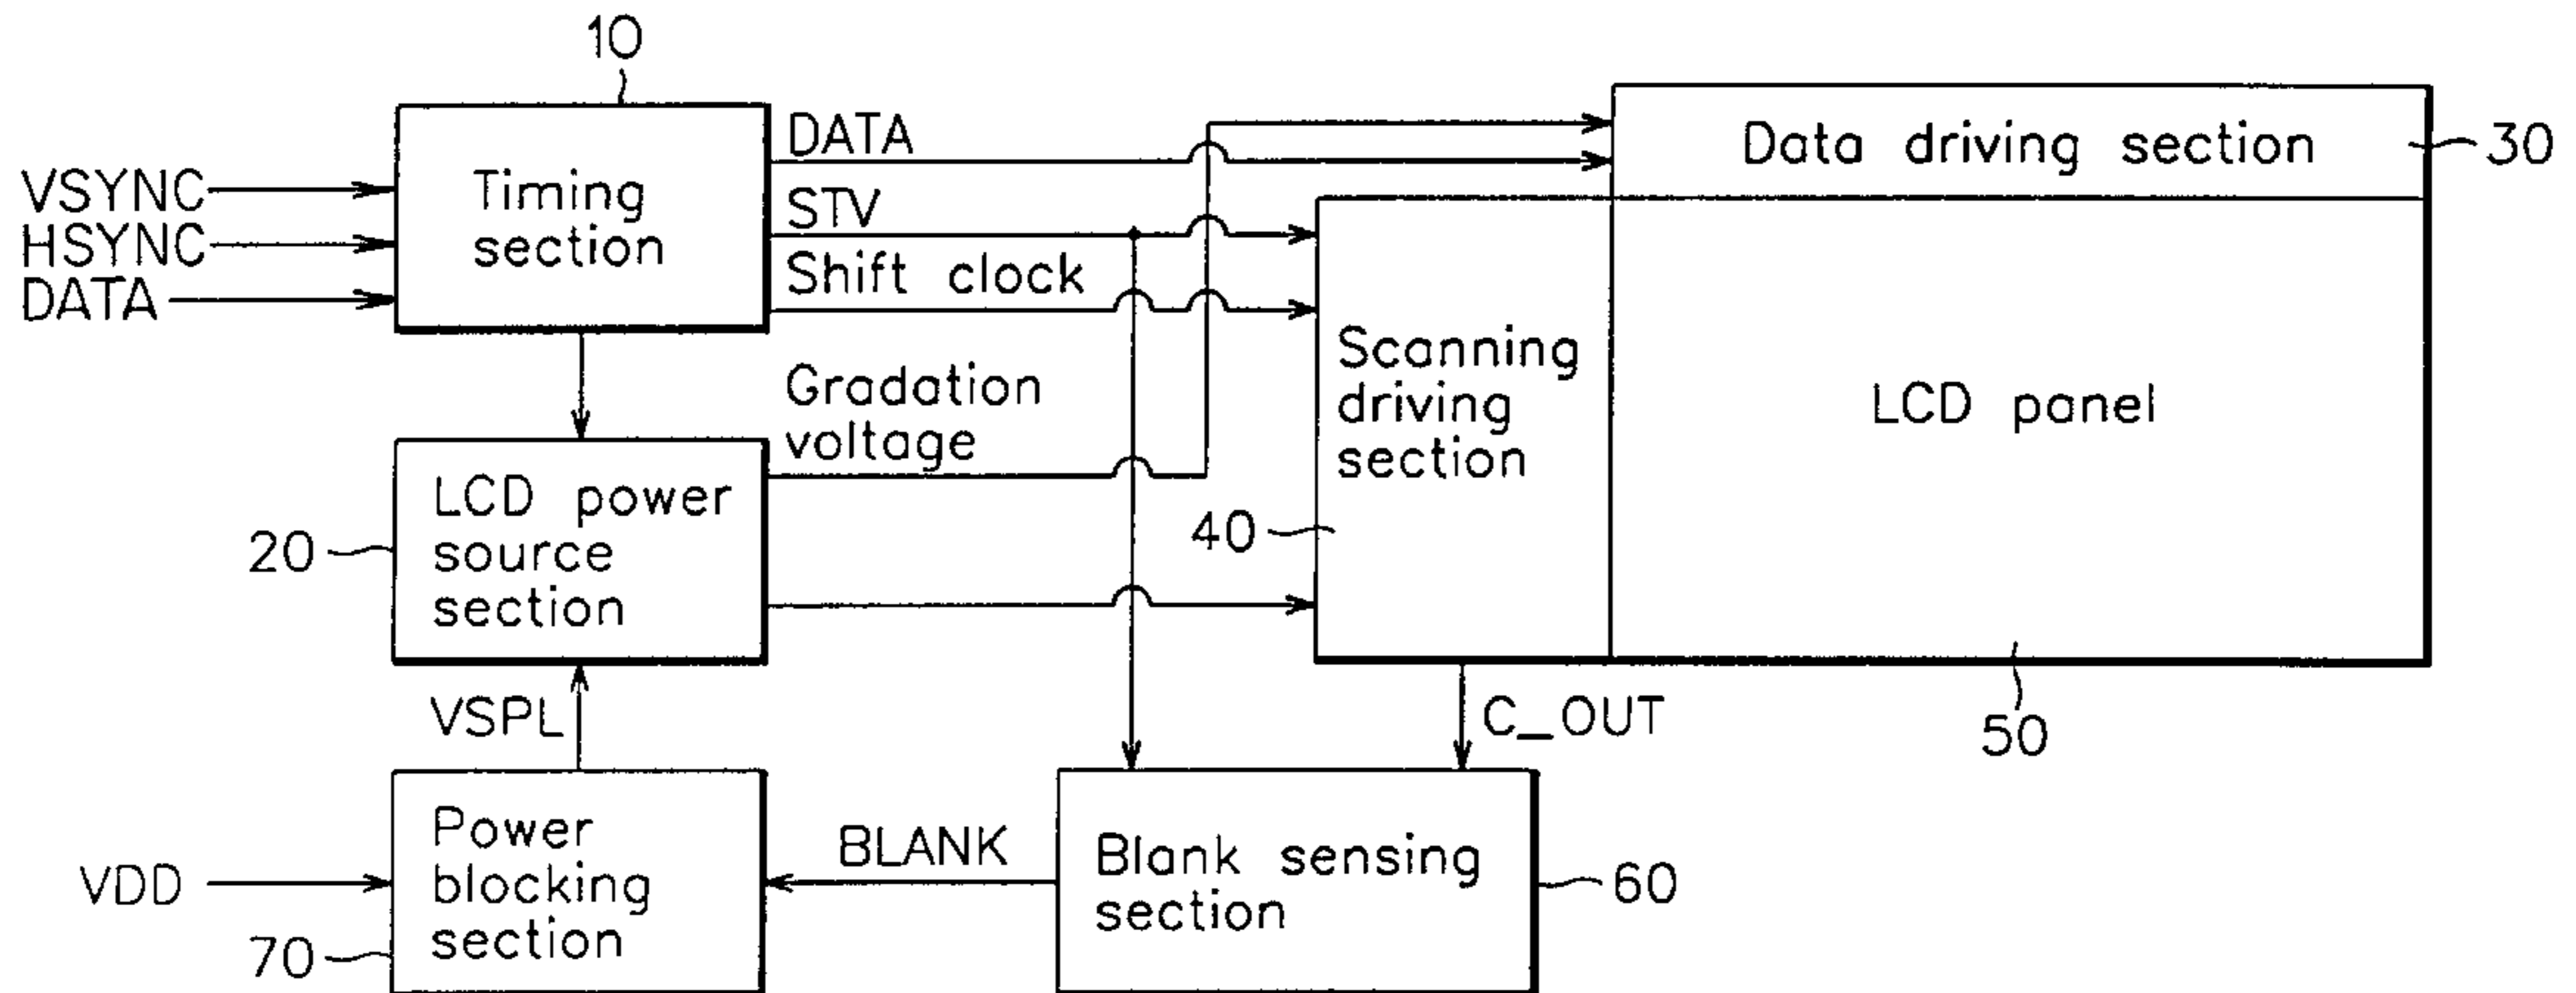 10
VSYNC
HSYNC
DATA
Timing
section
DATA
STV
Shift clock
Data driving section
30
Gradation
voltage
20
LCD power
source
section
40
Scanning
driving
section
LCD panel
50
VSPL
C_OUT
VDD
70
Power
blocking
section
BLANK
Blank sensing
section
60